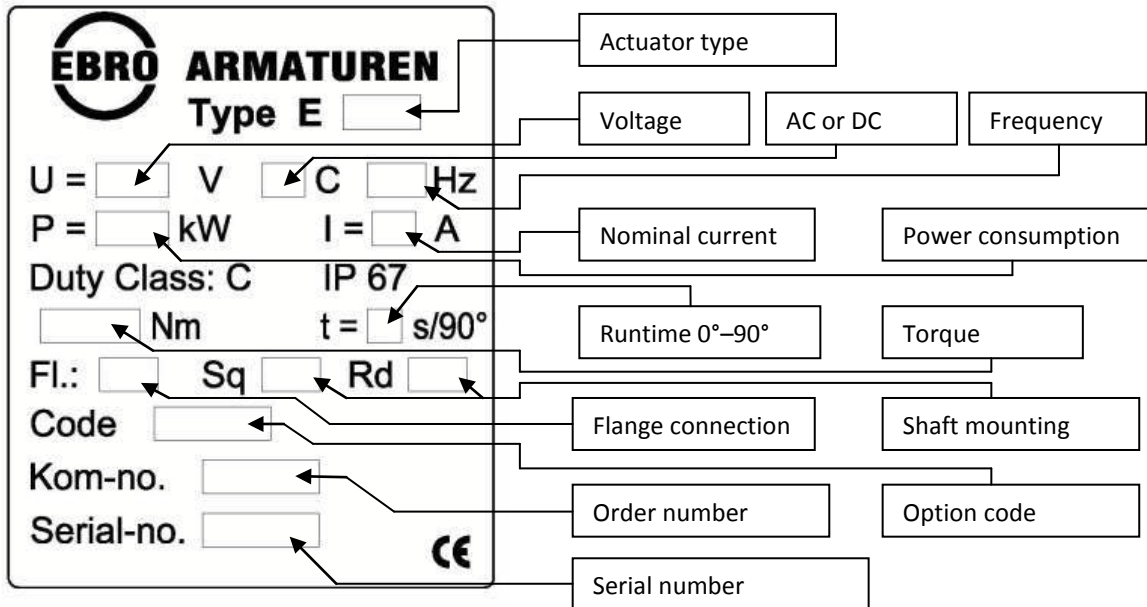 EBRO ARMATUREN
Type E
U = V C Hz
P = kW I = A
Duty Class: C IP 67
Nm t = s/90°
Fl.: Sq Rd
Code
Kom-no.
Serial-no. CE
Actuator type
Voltage AC or DC Frequency
Nominal current Power consumption
Runtime 0°–90° Torque
Flange connection Shaft mounting
Order number Option code
Serial number